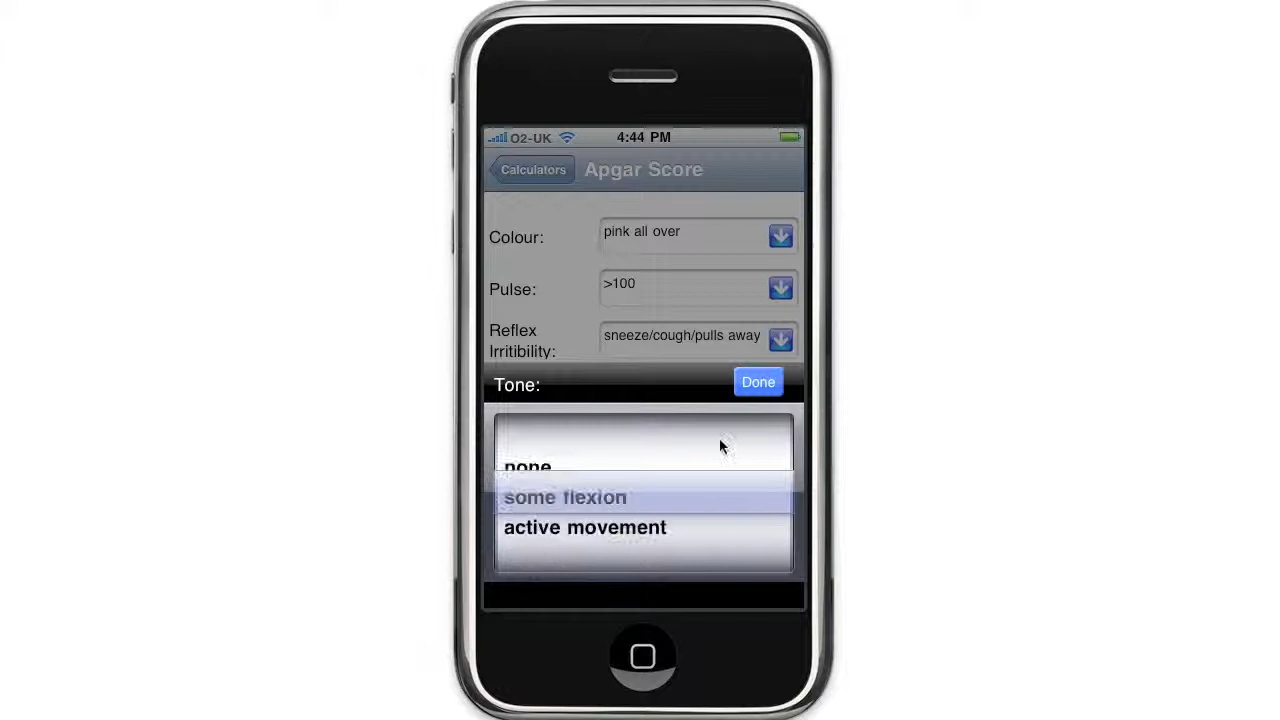 O2-UK 4:44 PM
Calculators Apgar Score
Colour: pink all over
Pulse: >100
Reflex Irritibility: sneeze/cough/pulls away
Tone: Done
none
some flexion
active movement